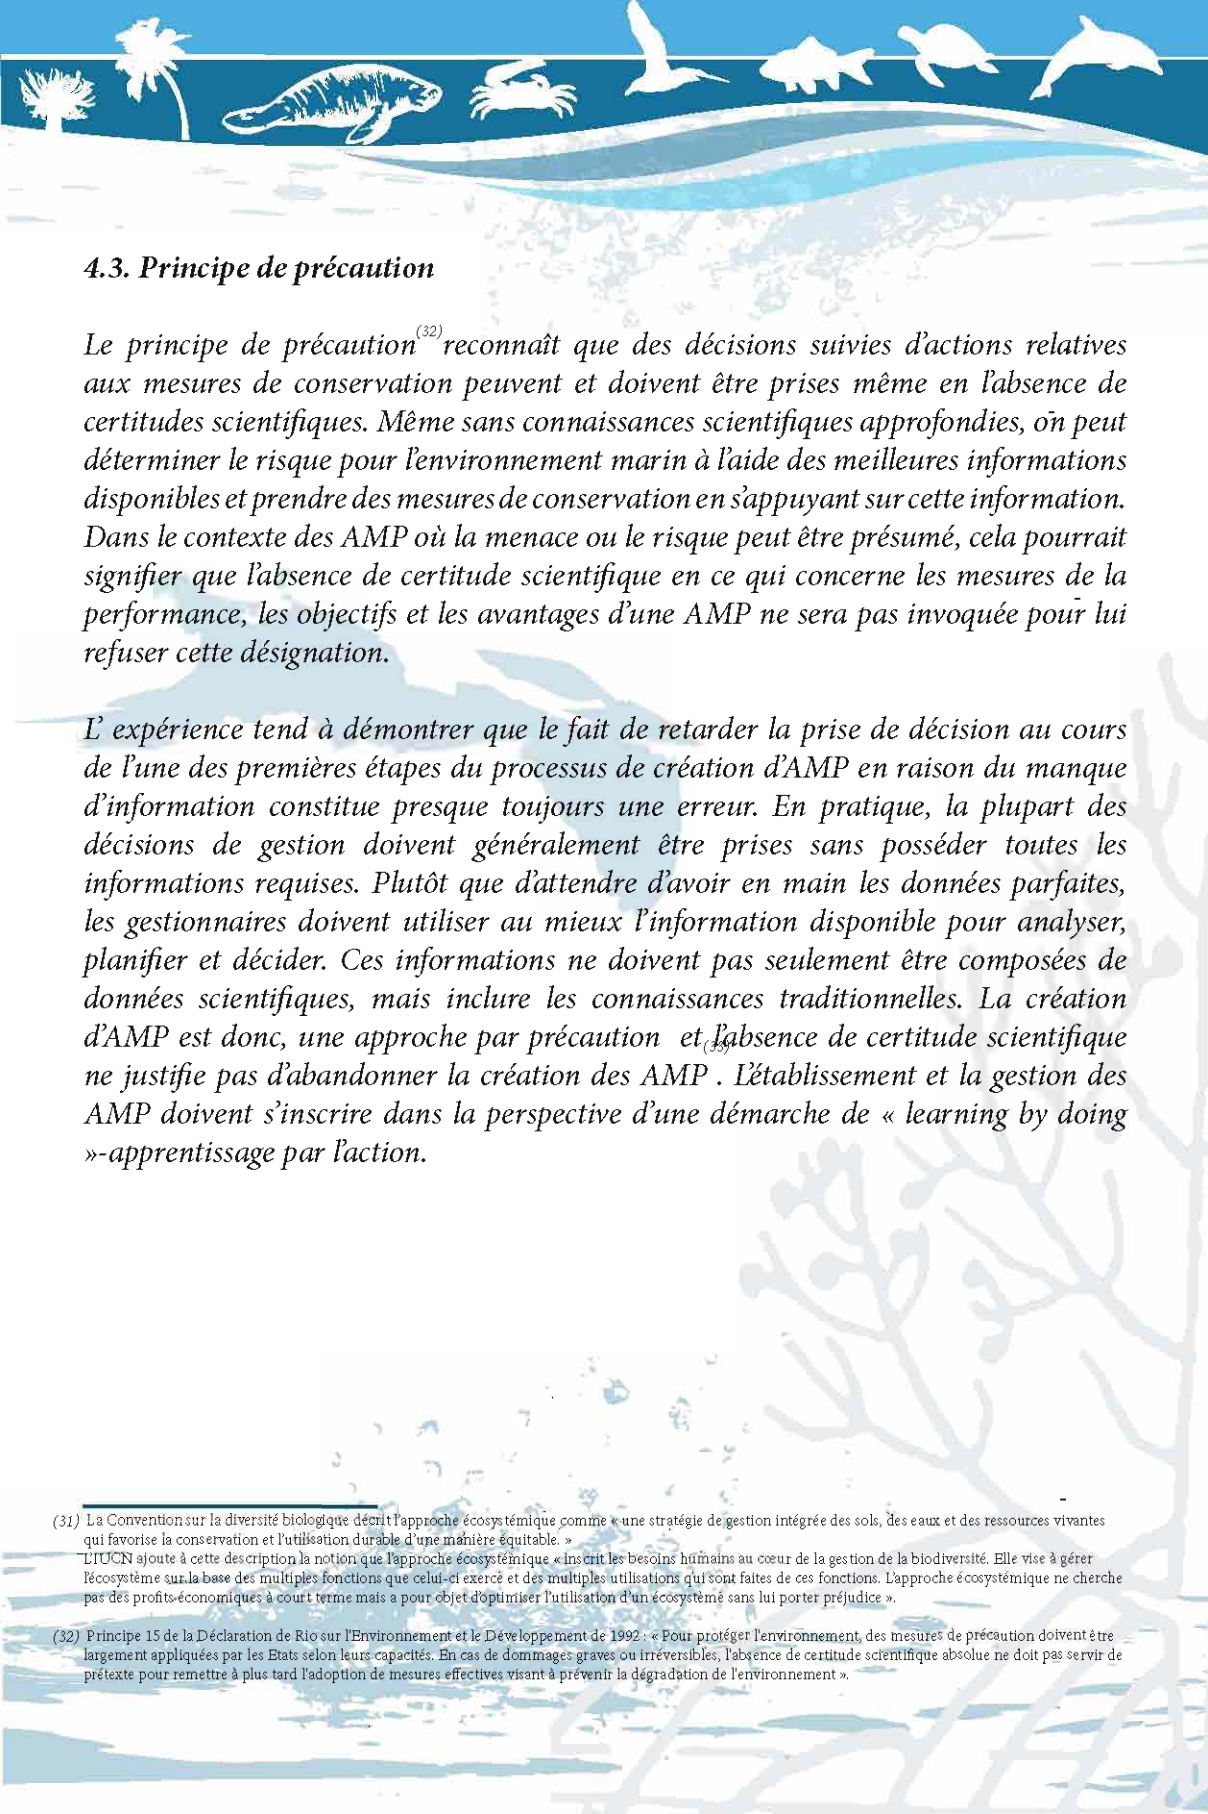 4.3. Principe de précaution
Le principe de précaution(32) reconnaît que des décisions suivies d'actions relatives
aux mesures de conservation peuvent et doivent être prises même en l'absence de
certitudes scientifiques. Même sans connaissances scientifiques approfondies, on peut
déterminer le risque pour l'environnement marin à l'aide des meilleures informations
disponibles et prendre des mesures de conservation en s'appuyant sur cette information.
Dans le contexte des AMP où la menace ou le risque peut être présumé, cela pourrait
signifier que l'absence de certitude scientifique en ce qui concerne les mesures de la
performance, les objectifs et les avantages d'une AMP ne sera pas invoquée pour lui
refuser cette désignation.
L' expérience tend à démontrer que le fait de retarder la prise de décision au cours
de l'une des premières étapes du processus de création d'AMP en raison du manque
d'information constitue presque toujours une erreur. En pratique, la plupart des
décisions de gestion doivent généralement être prises sans posséder toutes les
informations requises. Plutôt que d'attendre d'avoir en main les données parfaites,
les gestionnaires doivent utiliser au mieux l'information disponible pour analyser,
planifier et décider. Ces informations ne doivent pas seulement être composées de
données scientifiques, mais inclure les connaissances traditionnelles. La création
d'AMP est donc, une approche par précaution et l'absence de certitude scientifique
(33)
ne justifie pas d'abandonner la création des AMP . L'établissement et la gestion des
AMP doivent s'inscrire dans la perspective d'une démarche de « learning by doing
»-apprentissage par l'action.
(31) La Convention sur la diversité biologique décrit l'approche écosystémique comme « une stratégie de gestion intégrée des sols, des eaux et des ressources vivantes
qui favorise la conservation et l'utilisation durable d'une manière équitable. »
L'IUCN ajoute à cette description la notion que l'approche écosystémique « inscrit les besoins humains au cœur de la gestion de la biodiversité. Elle vise à gérer
l'écosystème sur la base des multiples fonctions que celui-ci exerce et des multiples utilisations qui sont faites de ces fonctions. L'approche écosystémique ne cherche
pas des profits économiques à court terme mais a pour objet d'optimiser l'utilisation d'un écosystème sans lui porter préjudice ».
(32) Principe 15 de la Déclaration de Rio sur l'Environnement et le Développement de 1992 : « Pour protéger l'environnement, des mesures de précaution doivent être
largement appliquées par les Etats selon leurs capacités. En cas de dommages graves ou irréversibles, l'absence de certitude scientifique absolue ne doit pas servir de
prétexte pour remettre à plus tard l'adoption de mesures effectives visant à prévenir la dégradation de l'environnement ».